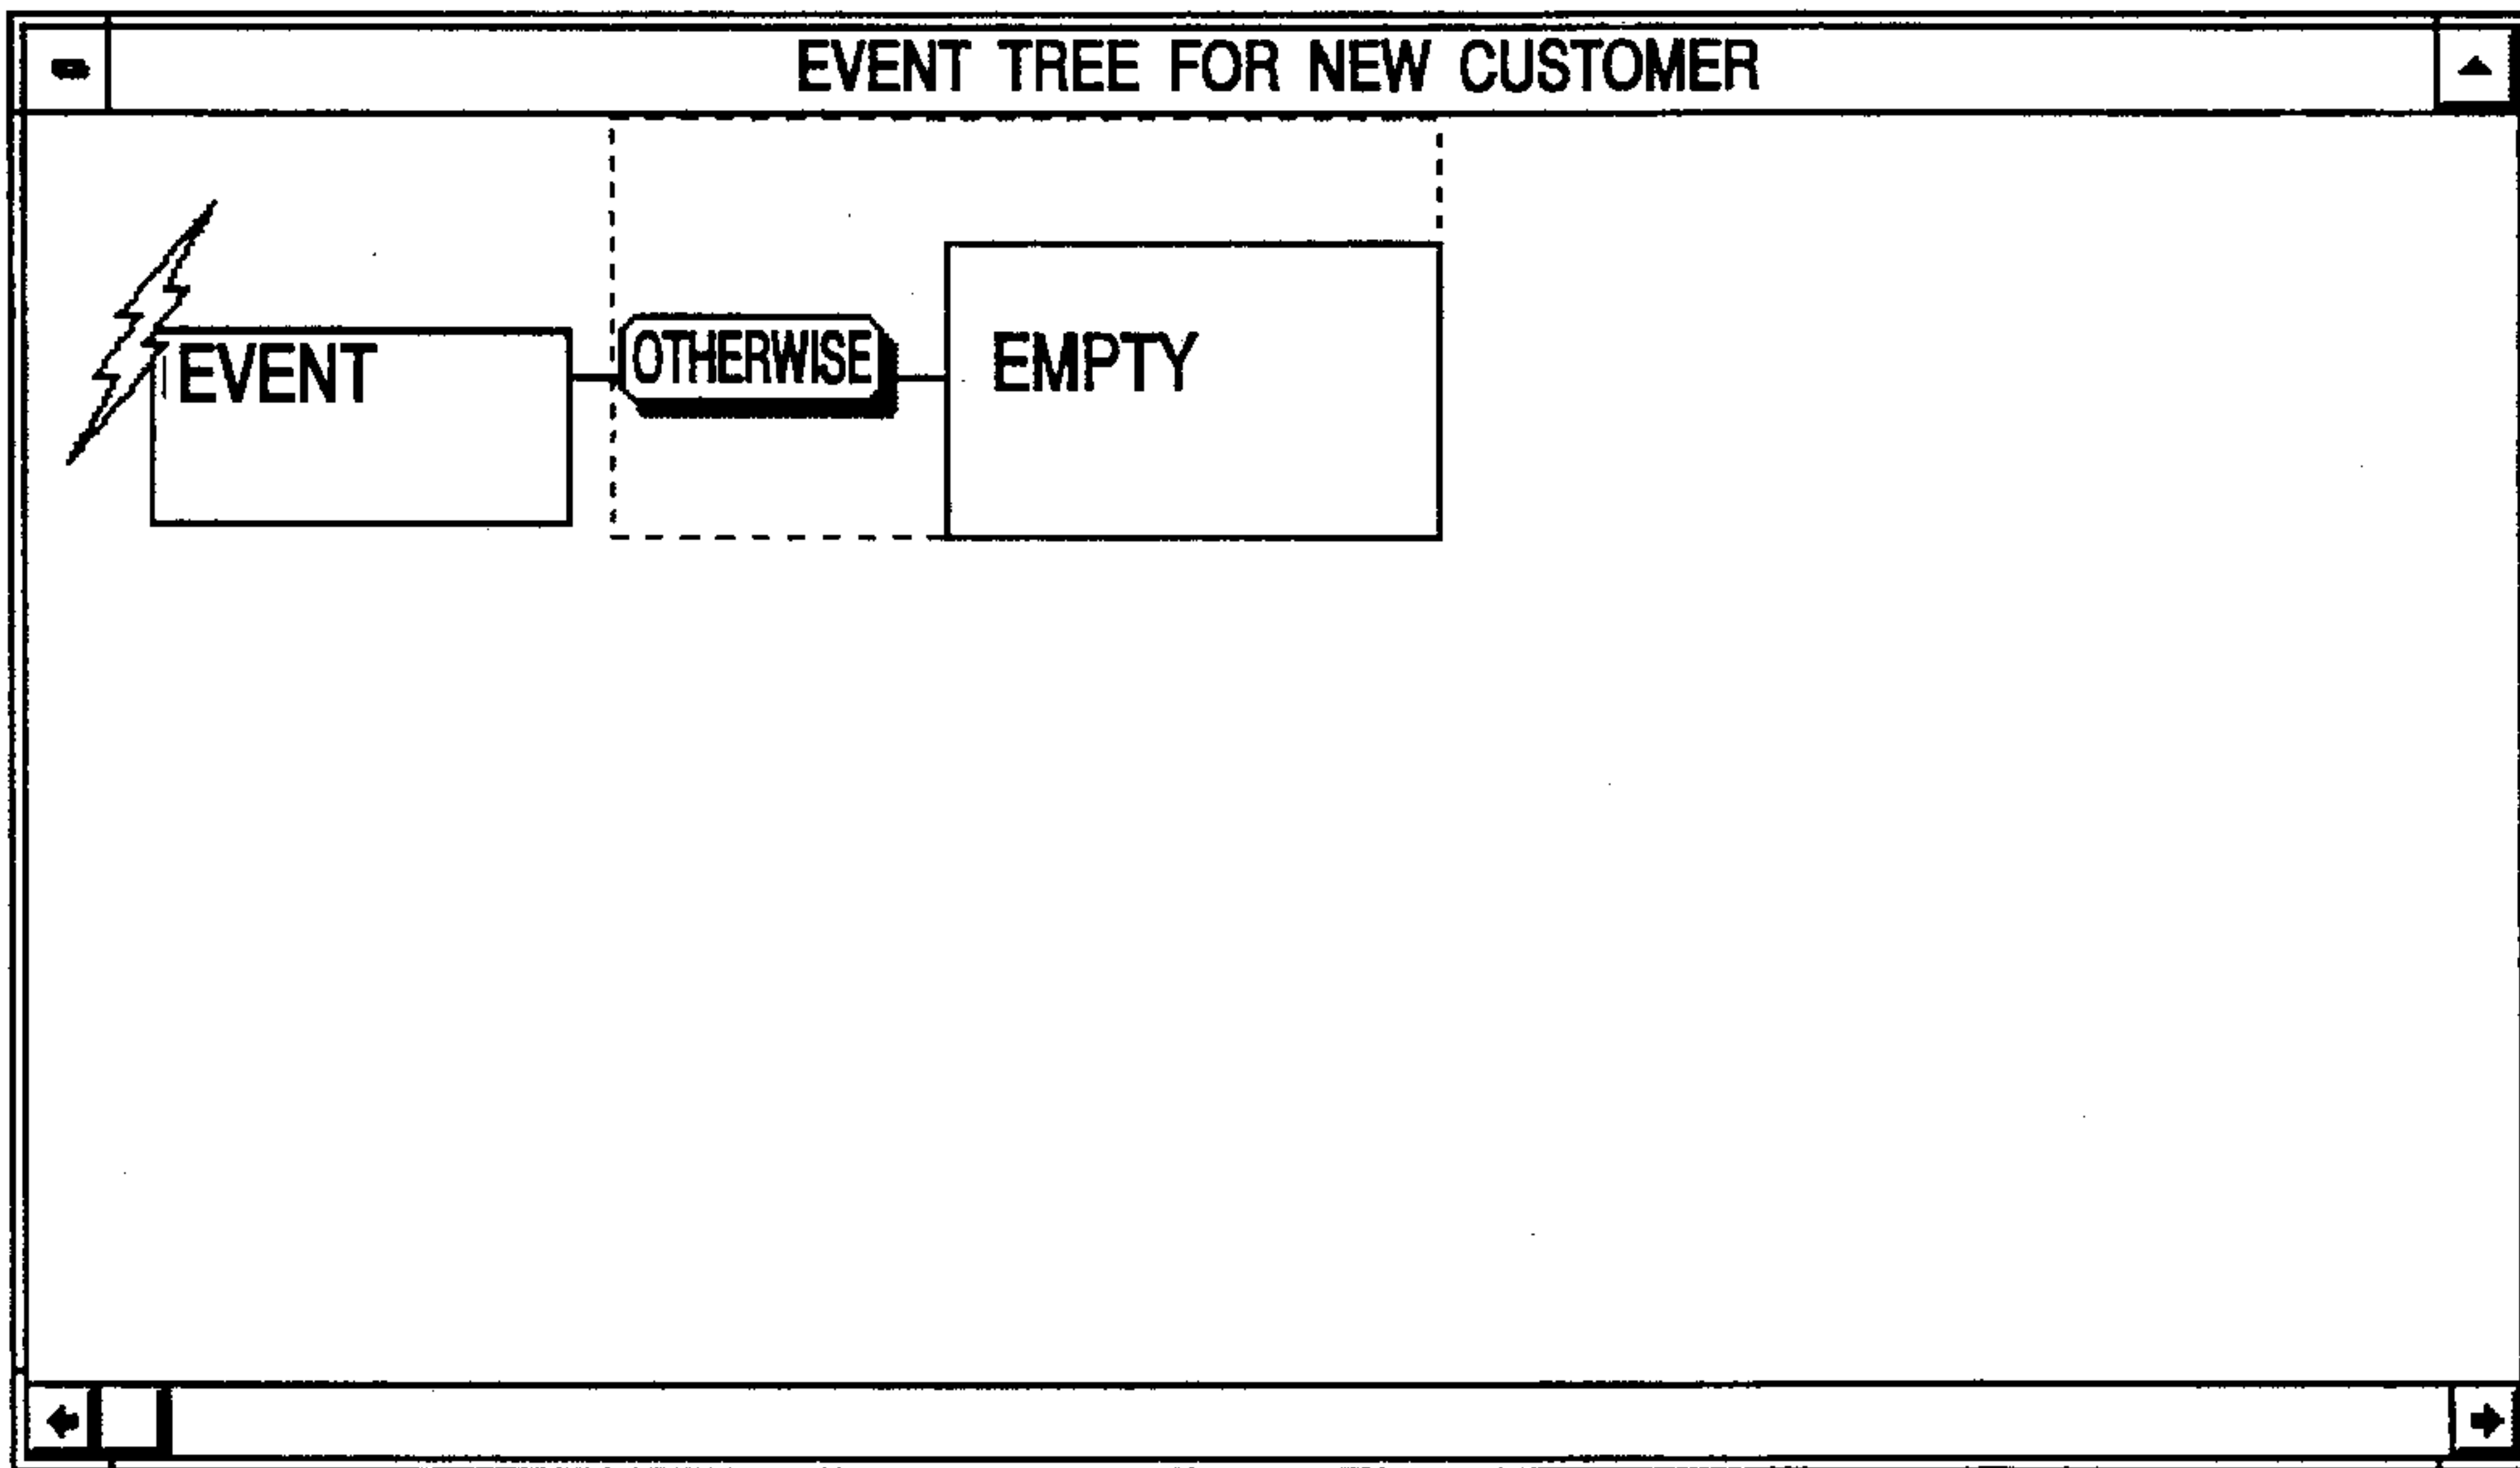 EVENT TREE FOR NEW CUSTOMER
EVENT
OTHERWISE
EMPTY